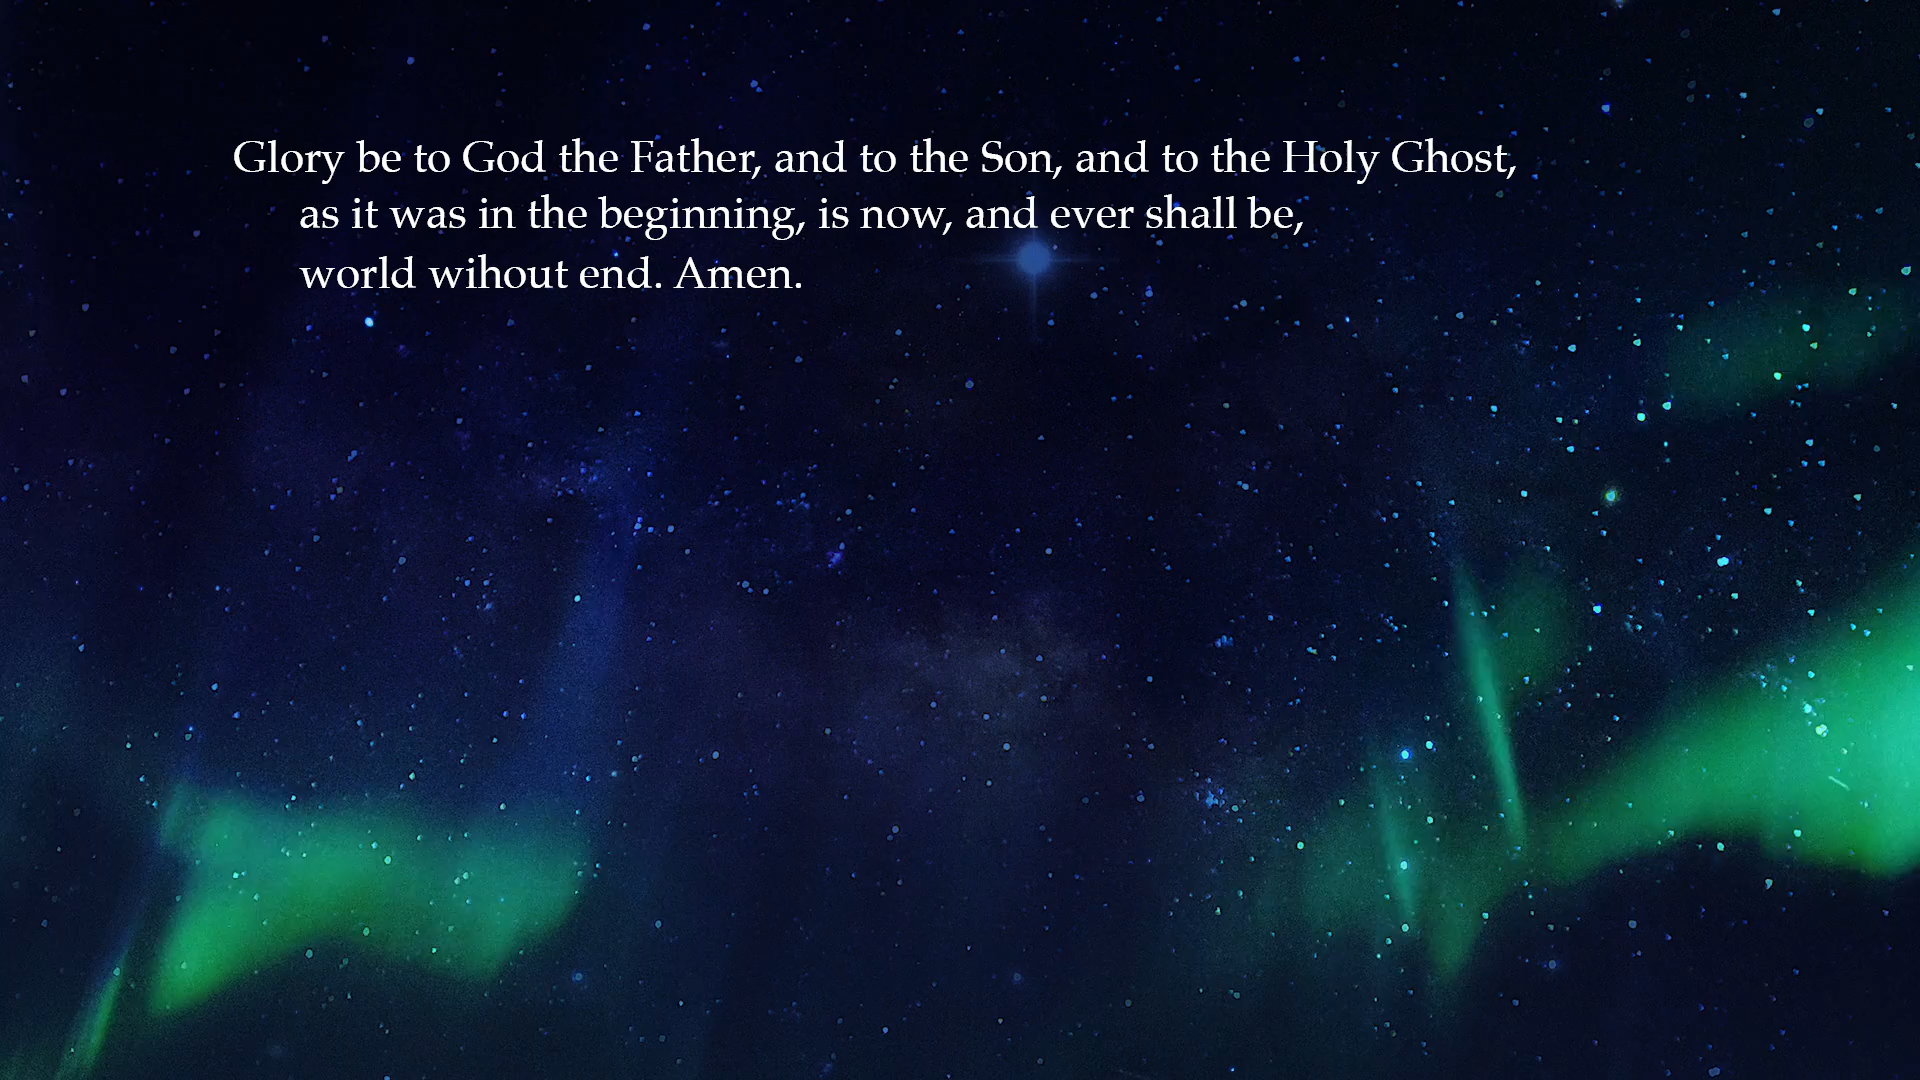 Glory be to God the Father, and to the Son, and to the Holy Ghost,
as it was in the beginning, is now, and ever shall be,
world wihout end. Amen.